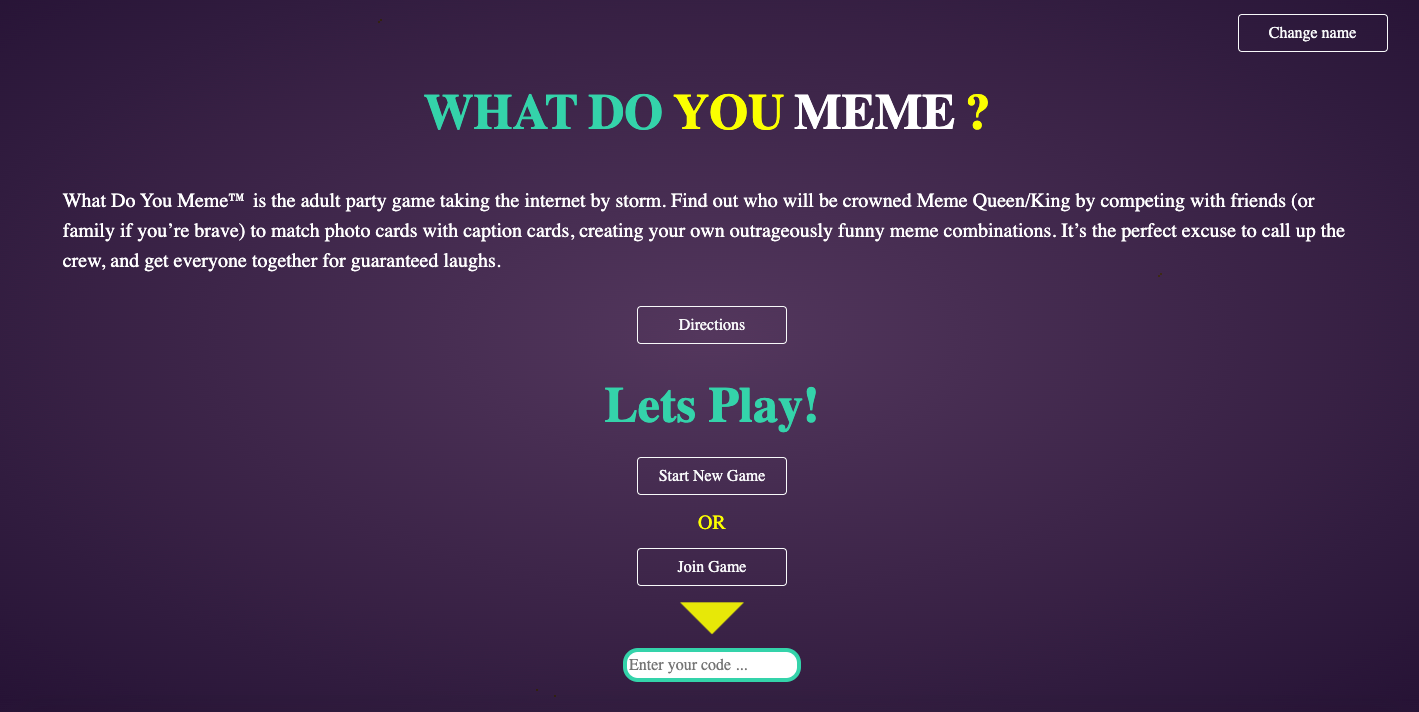 Change name
WHAT DO YOU MEME ?
What Do You Meme™ is the adult party game taking the internet by storm. Find out who will be crowned Meme Queen/King by competing with friends (or
family if you’re brave) to match photo cards with caption cards, creating your own outrageously funny meme combinations. It’s the perfect excuse to call up the
crew, and get everyone together for guaranteed laughs.
Directions
Lets Play!
Start New Game
OR
Join Game
Enter your code ...